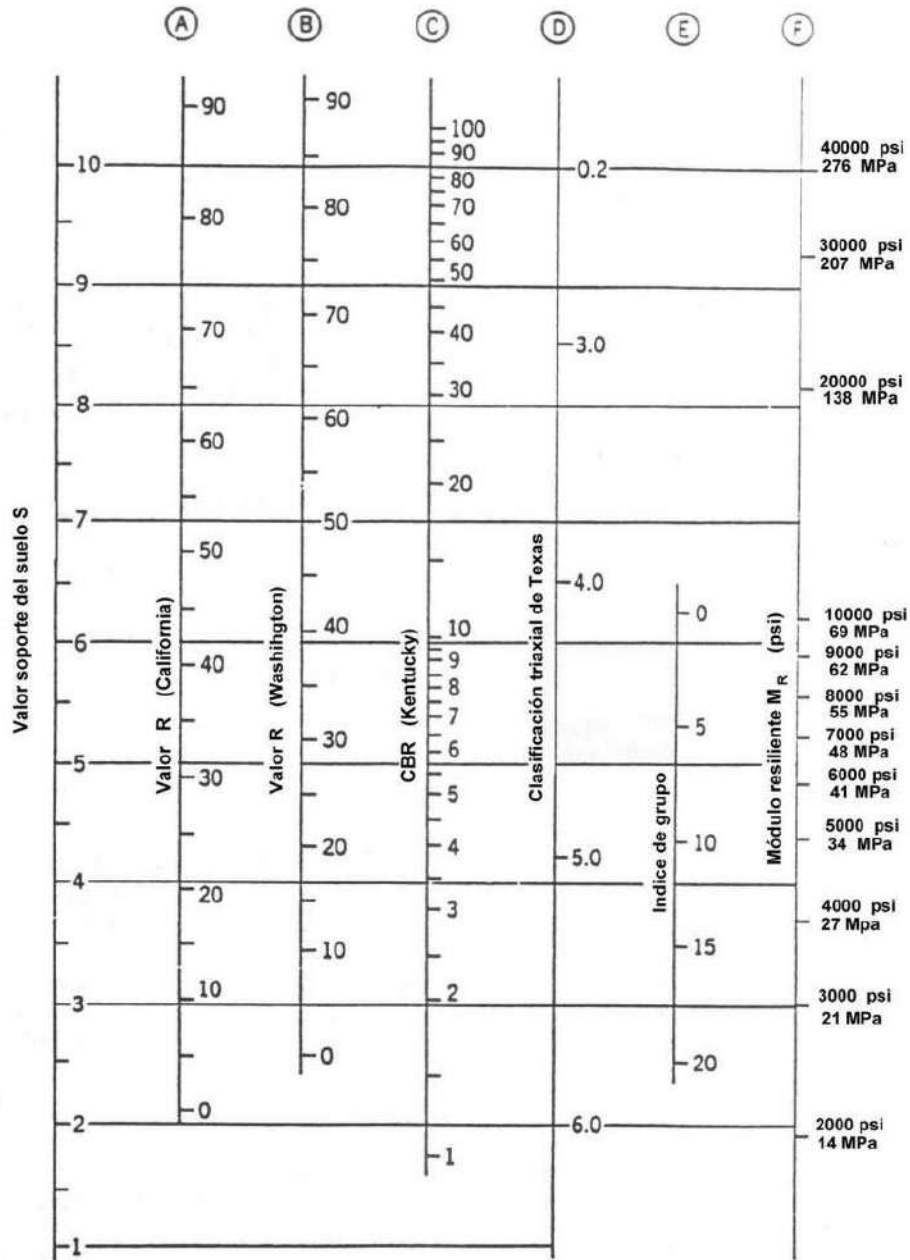 A B C D E F
90
90
100
90
10
0.2
40000 psi
276 MPa
80
80
80
70
60
30000 psi
207 MPa
50
9
70
70
40
3.0
30
20000 psi
138 MPa
8
60
60
20
7
50
50
4.0
0
10000 psi
69 MPa
6
40
10
9
9000 psi
62 MPa
40
8
8000 psi
55 MPa
7
5
30
7000 psi
48 MPa
6
5
30
6000 psi
41 MPa
5
5000 psi
34 MPa
20
4
5.0
10
4
20
3
4000 psi
27 Mpa
10
15
10
2
3
3000 psi
21 MPa
0
20
0
2
6.0
2000 psi
14 MPa
1
1
Valor soporte del suelo S
Valor R (California)
Valor R (Washihgton)
CBR (Kentucky)
Clasificación triaxial de Texas
Indice de grupo
Módulo resiliente M R (psi)